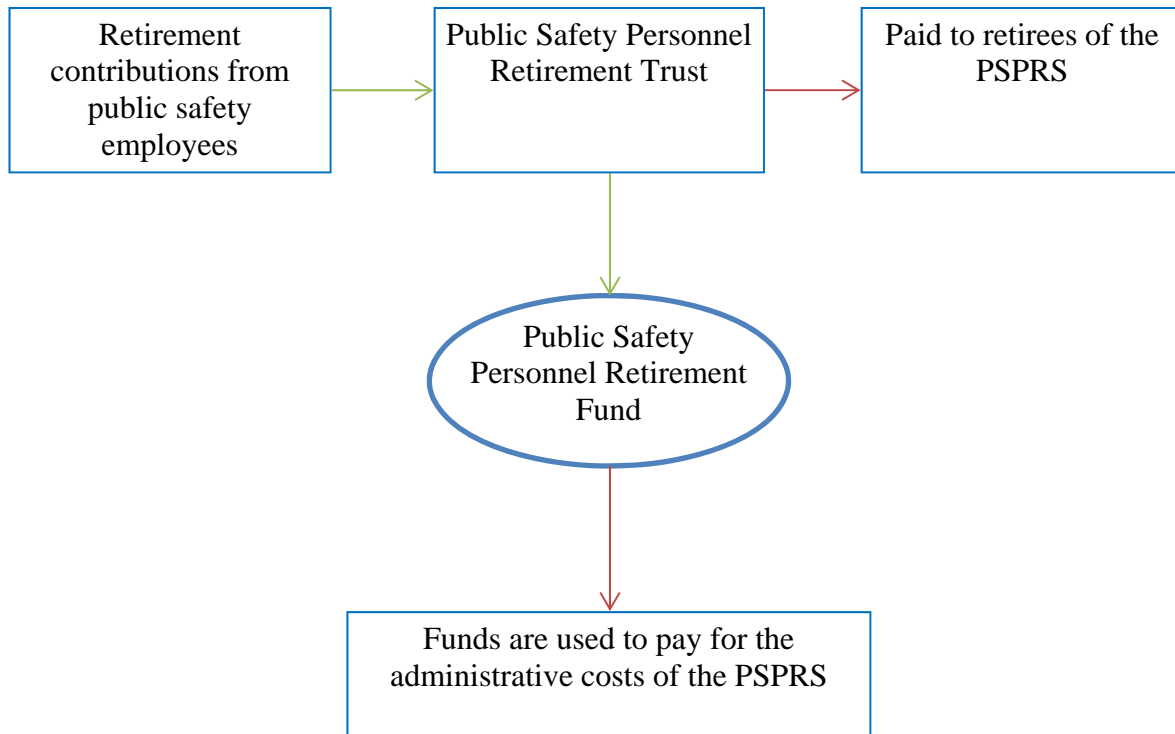 Retirement
contributions from
public safety
employees
Public Safety Personnel
Retirement Trust
Paid to retirees of the
PSPRS
Public Safety
Personnel Retirement
Fund
Funds are used to pay for the
administrative costs of the PSPRS